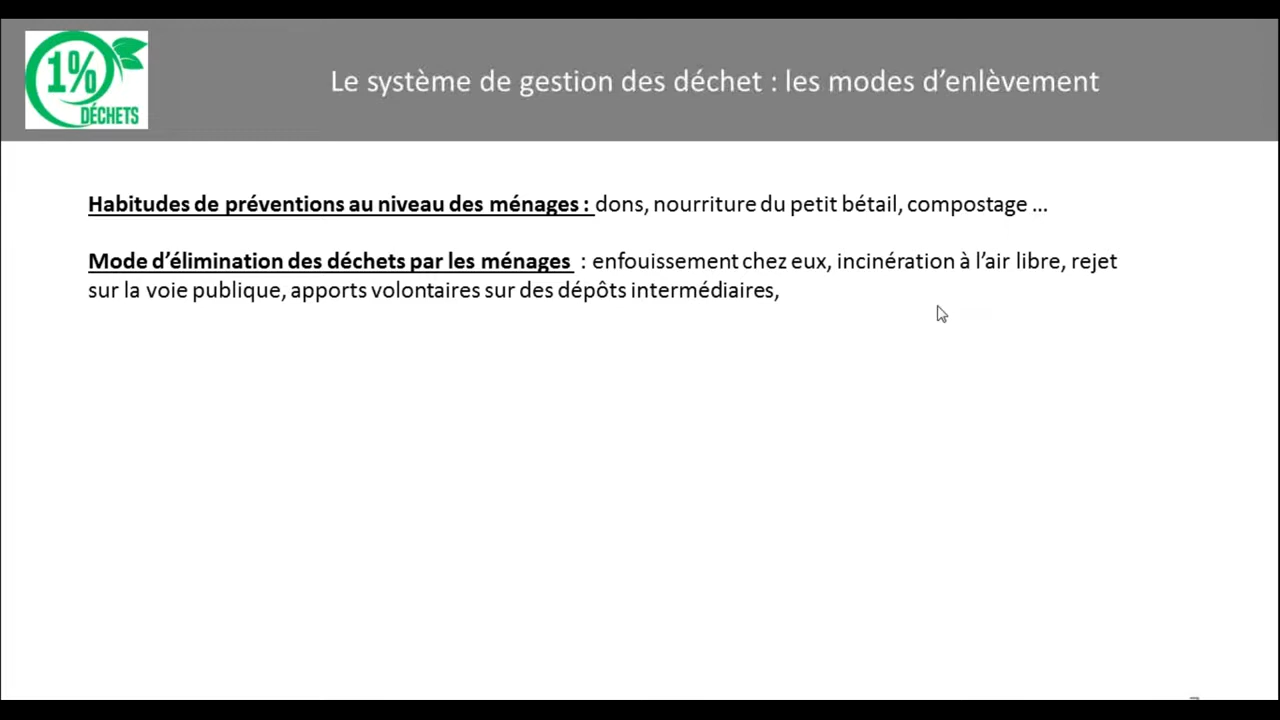 1%
DÉCHETS
Le système de gestion des déchet : les modes d’enlèvement
Habitudes de préventions au niveau des ménages : dons, nourriture du petit bétail, compostage ...
Mode d’élimination des déchets par les ménages : enfouissement chez eux, incinération à l’air libre, rejet
sur la voie publique, apports volontaires sur des dépôts intermédiaires,